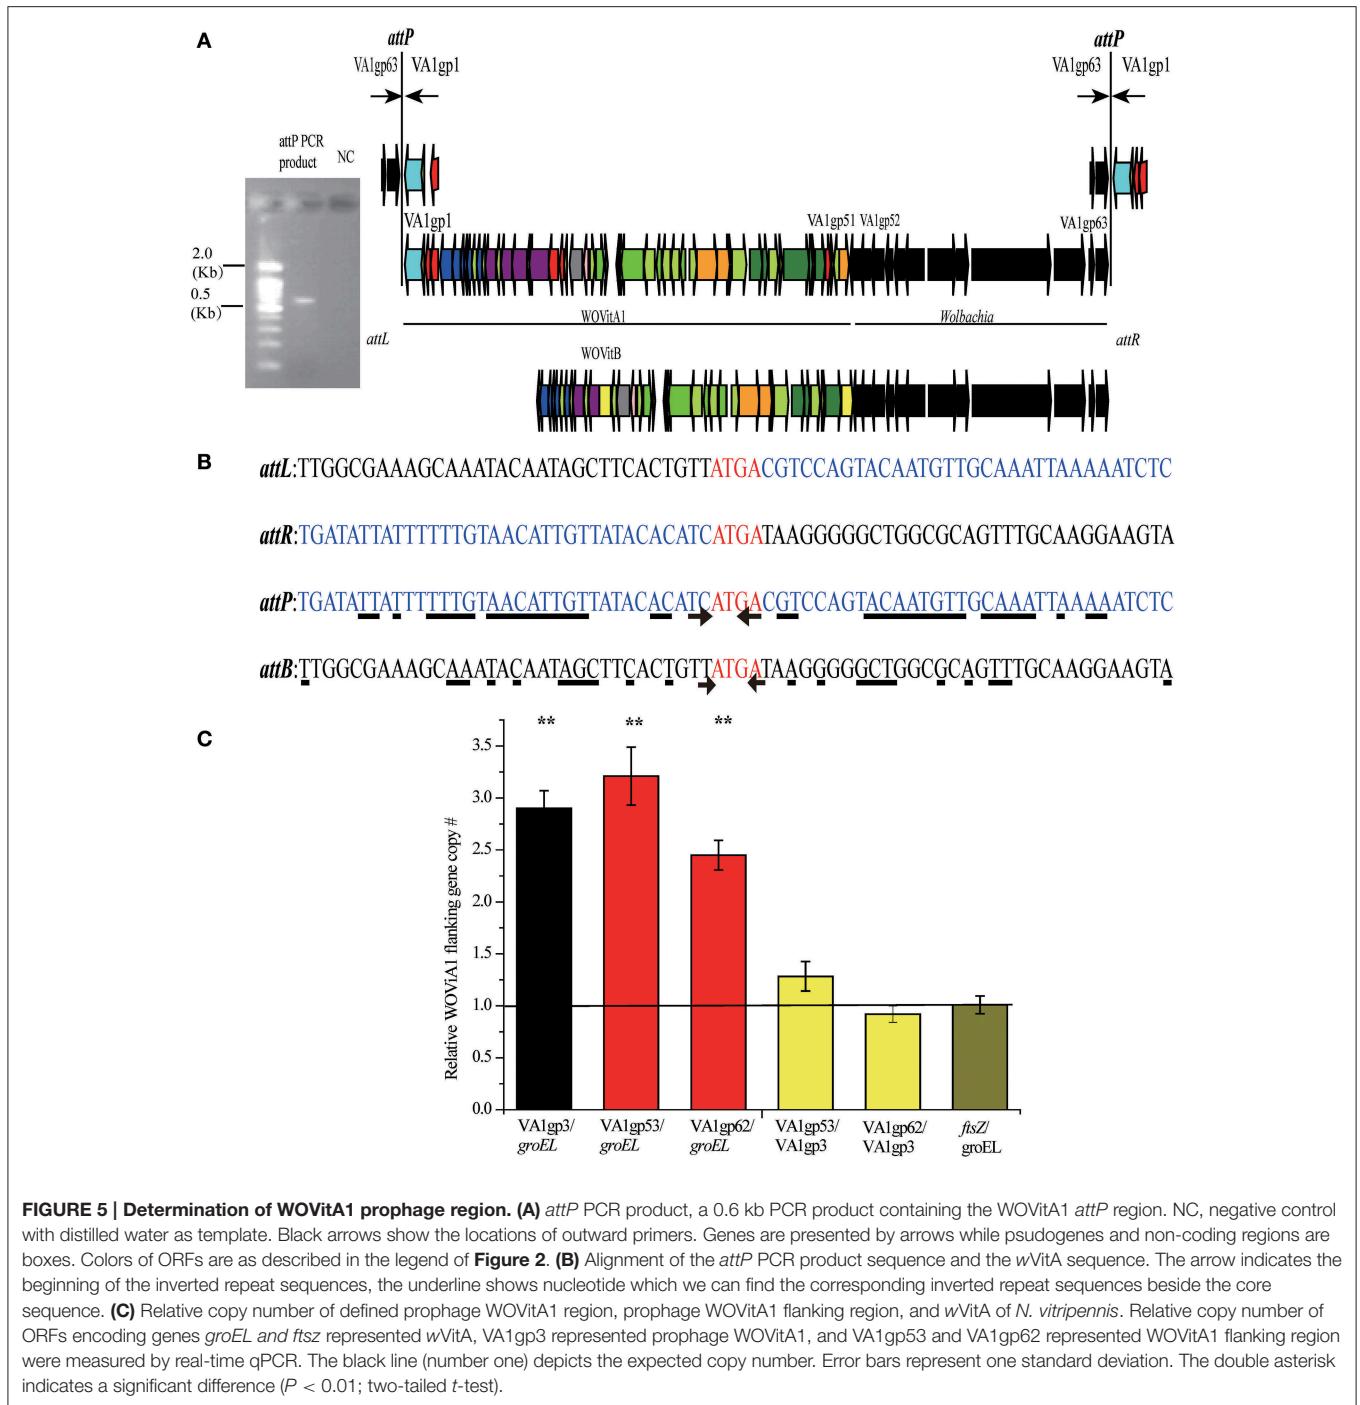 A
attP
attP
VA1gp63
VA1gp1
VA1gp63
VA1gp1
attP PCR
product
NC
VA1gp1
VA1gp51
VA1gp52
VA1gp63
2.0
(Kb)
0.5
(Kb)
WOVitA1
Wolbachia
attL
attR
WOVitB
B
attL:TTGGCGAAAGCAAATACAATAGCTTCACTGTTATGACGTCCAGTACAATGTTGCAAATTAAAAATCTC
attR:TGATATTATTTTTTGTAACATTGTTATACACATCATGATAAGGGGGCTGGCGCAGTTTGCAAGGAAGTA
attP:TGATATTATTTTTTGTAACATTGTTATACACATCATGACGTCCAGTACAATGTTGCAAATTAAAAATCTC
attB:TTGGCGAAAGCAAATACAATAGCTTCACTGTTATGATAAGGGGGCTGGCGCAGTTTGCAAGGAAGTA
C
Relative WOViA1 flanking gene copy #
3.5
3.0
2.5
2.0
1.5
1.0
0.5
0.0
**
**
**
VA1gp3/
groEL
VA1gp53/
groEL
VA1gp62/
groEL
VA1gp53/
VA1gp3
VA1gp62/
VA1gp3
ftsZ/
groEL
FIGURE 5 | Determination of WOVitA1 prophage region. (A) attP PCR product, a 0.6 kb PCR product containing the WOVitA1 attP region. NC, negative control
with distilled water as template. Black arrows show the locations of outward primers. Genes are presented by arrows while psudogenes and non-coding regions are
boxes. Colors of ORFs are as described in the legend of Figure 2. (B) Alignment of the attP PCR product sequence and the wVitA sequence. The arrow indicates the
beginning of the inverted repeat sequences, the underline shows nucleotide which we can find the corresponding inverted repeat sequences beside the core
sequence. (C) Relative copy number of defined prophage WOVitA1 region, prophage WOVitA1 flanking region, and wVitA of N. vitripennis. Relative copy number of
ORFs encoding genes groEL and ftsz represented wVitA, VA1gp3 represented prophage WOVitA1, and VA1gp53 and VA1gp62 represented WOVitA1 flanking region
were measured by real-time qPCR. The black line (number one) depicts the expected copy number. Error bars represent one standard deviation. The double asterisk
indicates a significant difference (P < 0.01; two-tailed t-test).